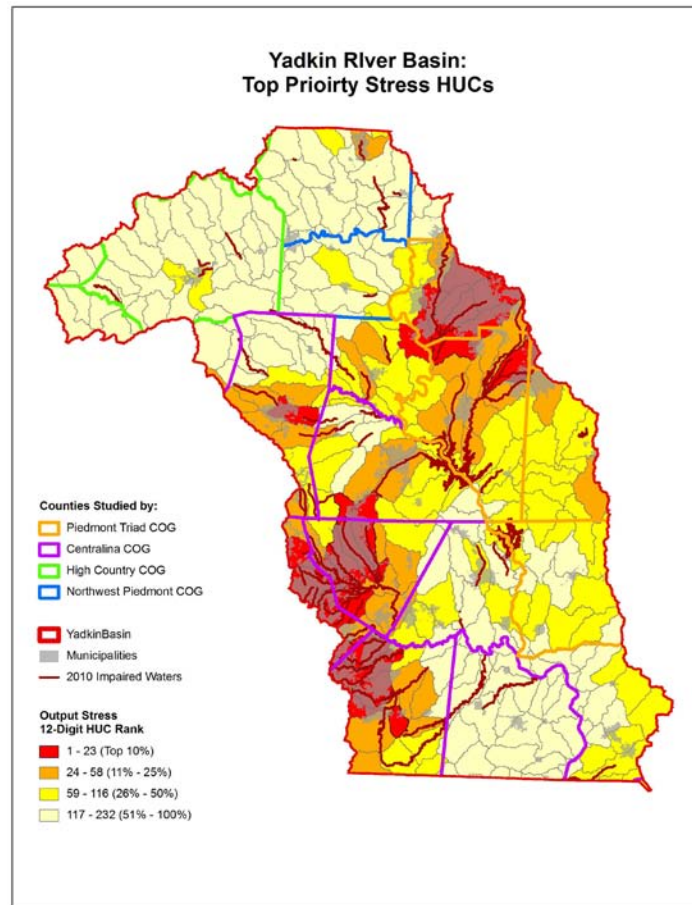 Yadkin RIver Basin:
Top Prioirty Stress HUCs
Counties Studied by:
Piedmont Triad COG
Centralina COG
High Country COG
Northwest Piedmont COG
YadkinBasin
Municipalities
2010 Impaired Waters
Output Stress
12-Digit HUC Rank
1 - 23 (Top 10%)
24 - 58 (11% - 25%)
59 - 116 (26% - 50%)
117 - 232 (51% - 100%)